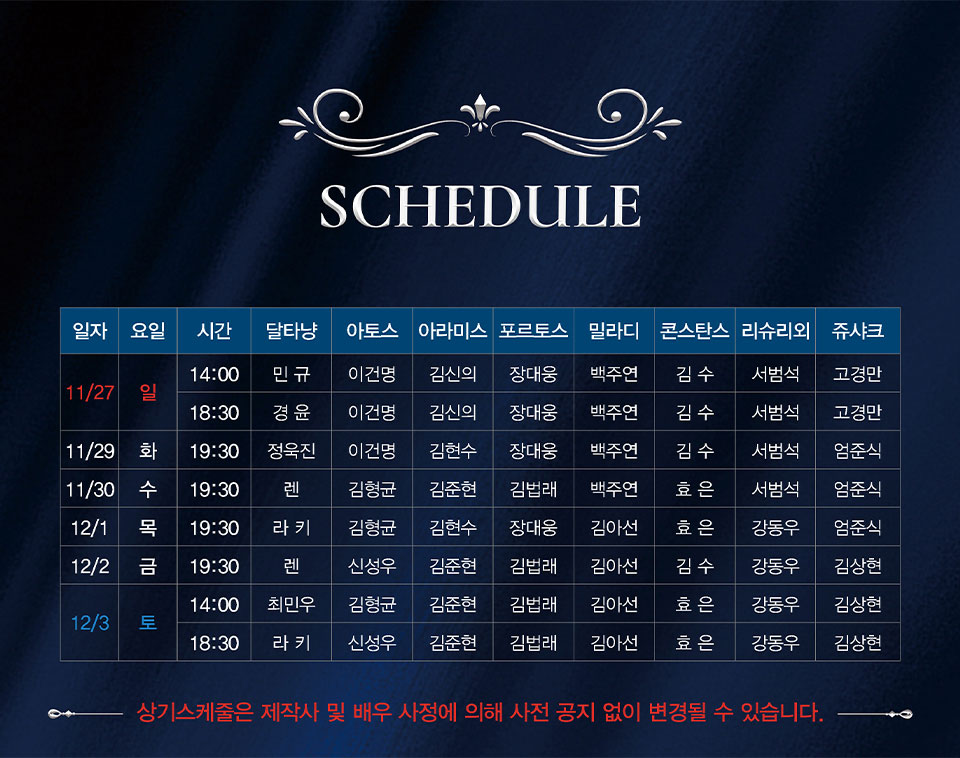 SCHEDULE
일자 요일 시간 달타냥 아토스 아라미스 포르토스 밀라디 콘스탄스 리슈리외 쥬샤크
11/27 일 14:00 민 규 이건명 김신의 장대웅 백주연 김 수 서범석 고경만
18:30 경 윤 이건명 김신의 장대웅 백주연 김 수 서범석 고경만
11/29 화 19:30 정욱진 이건명 김현수 장대웅 백주연 김 수 서범석 엄준식
11/30 수 19:30 렌 김형균 김준현 김법래 백주연 효 은 서범석 엄준식
12/1 목 19:30 라 키 김형균 김현수 장대웅 김아선 효 은 강동우 엄준식
12/2 금 19:30 렌 신성우 김준현 김법래 김아선 김 수 강동우 김상현
12/3 토 14:00 최민우 김형균 김준현 김법래 김아선 효 은 강동우 김상현
18:30 라 키 신성우 김준현 김법래 김아선 효 은 강동우 김상현
상기스케줄은 제작사 및 배우 사정에 의해 사전 공지 없이 변경될 수 있습니다.